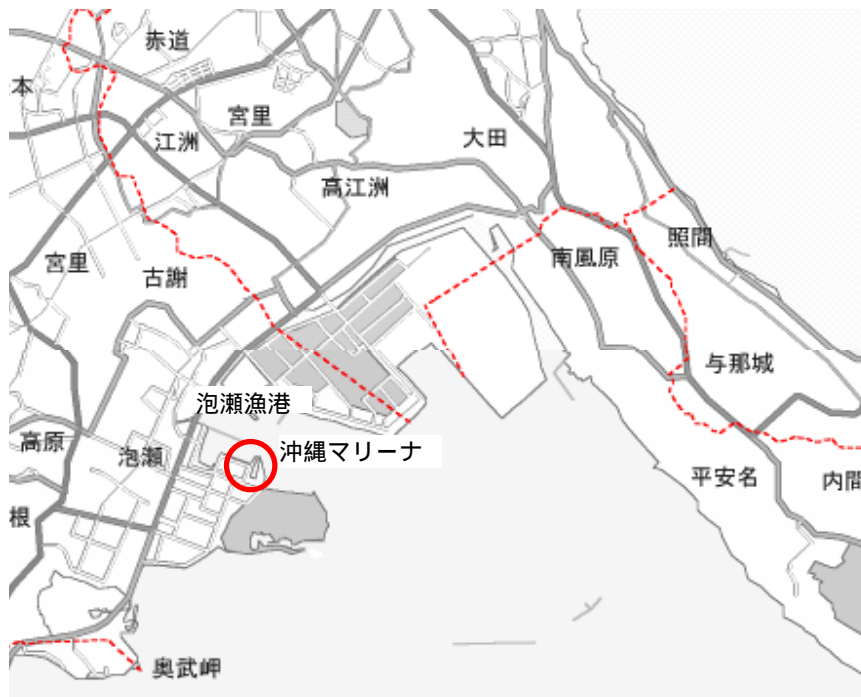 赤道
本
宮里
江洲
大田
高江洲
照間
南風原
宮里
古謝
与那城
泡瀬漁港
高原
泡瀬
沖縄マリーナ
平安名
内間
根
奥武岬